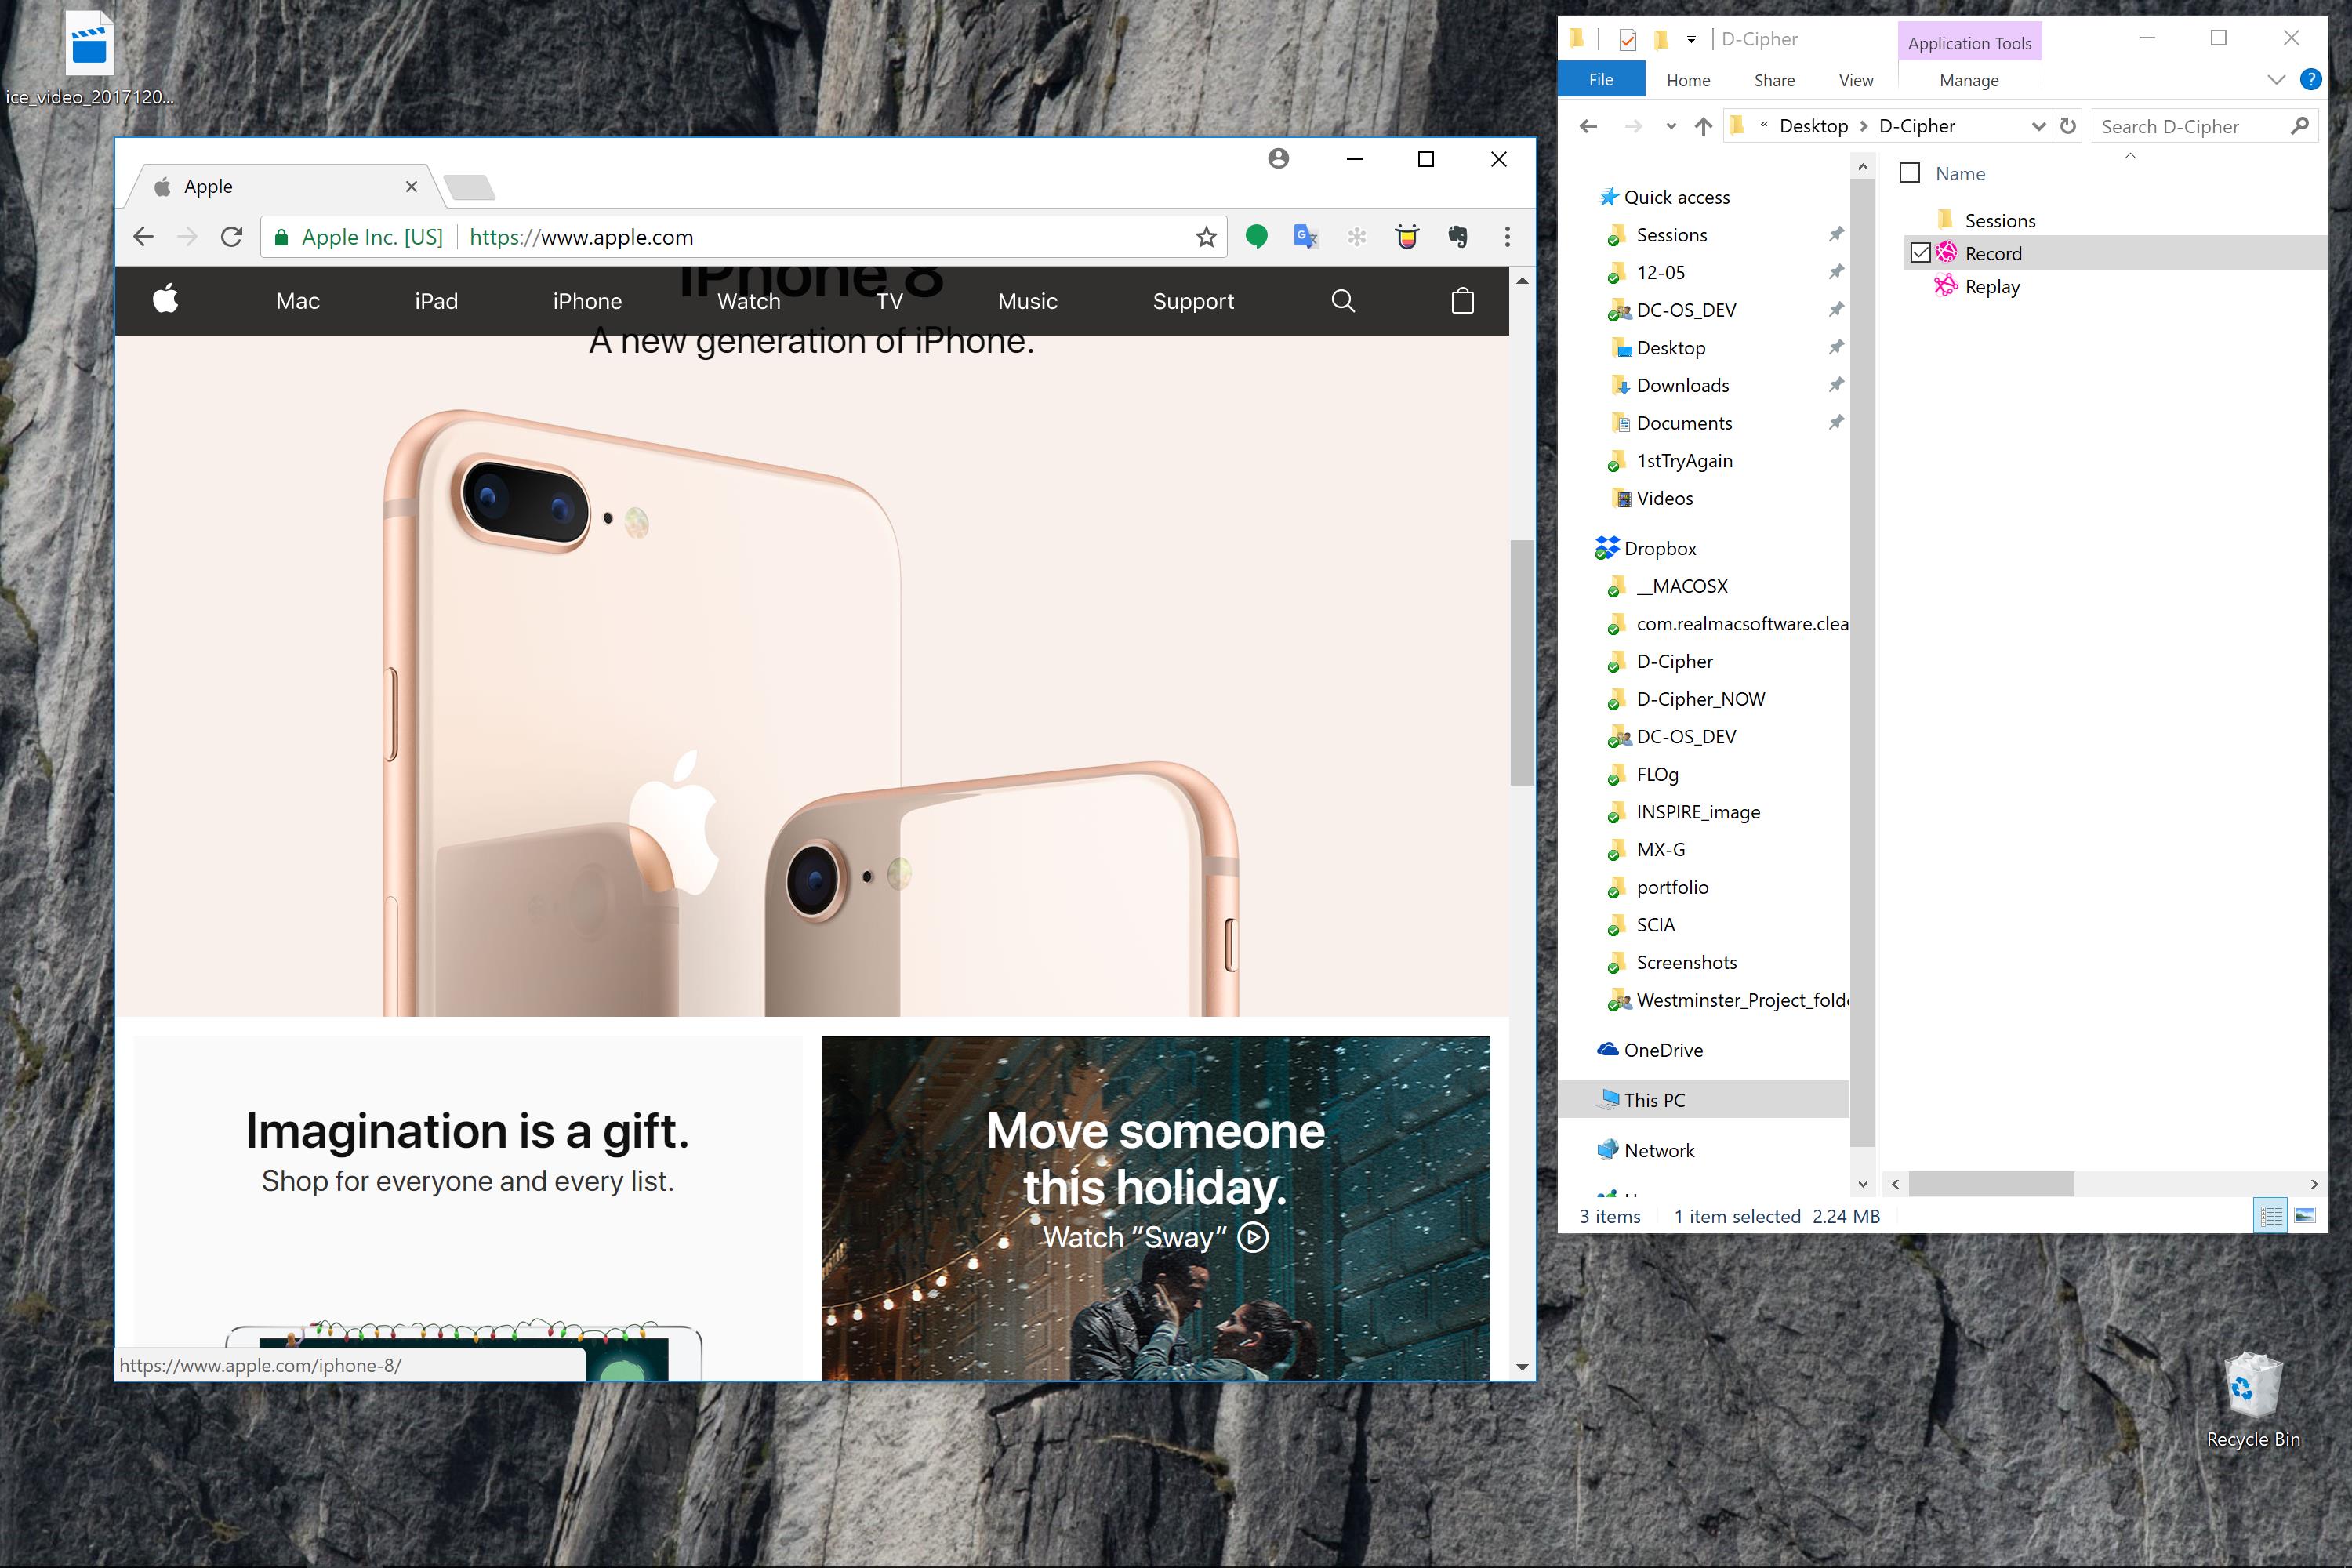 ice_video_2017120...
Apple
Apple Inc. [US]
https://www.apple.com
iPhone 8
Mac
iPad
iPhone
Watch
TV
Music
Support
A new generation of iPhone.
Imagination is a gift.
Shop for everyone and every list.
Move someone
this holiday.
Watch “Sway”
https://www.apple.com/iphone-8/
D-Cipher
Application Tools
File
Home
Share
View
Manage
« Desktop > D-Cipher
Search D-Cipher
Quick access
Sessions
12-05
DC-OS_DEV
Desktop
Downloads
Documents
1stTryAgain
Videos
Dropbox
__MACOSX
com.realmacsoftware.clea
D-Cipher
D-Cipher_NOW
DC-OS_DEV
FLOg
INSPIRE_image
MX-G
portfolio
SCIA
Screenshots
Westminster_Project_folde
OneDrive
This PC
Network
Name
Sessions
Record
Replay
3 items
1 item selected 2.24 MB
Recycle Bin